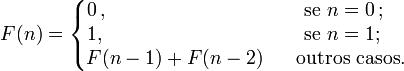 F(n) = { 0 , se n = 0 ;
1, se n = 1;
F(n − 1) + F(n − 2) outros casos.